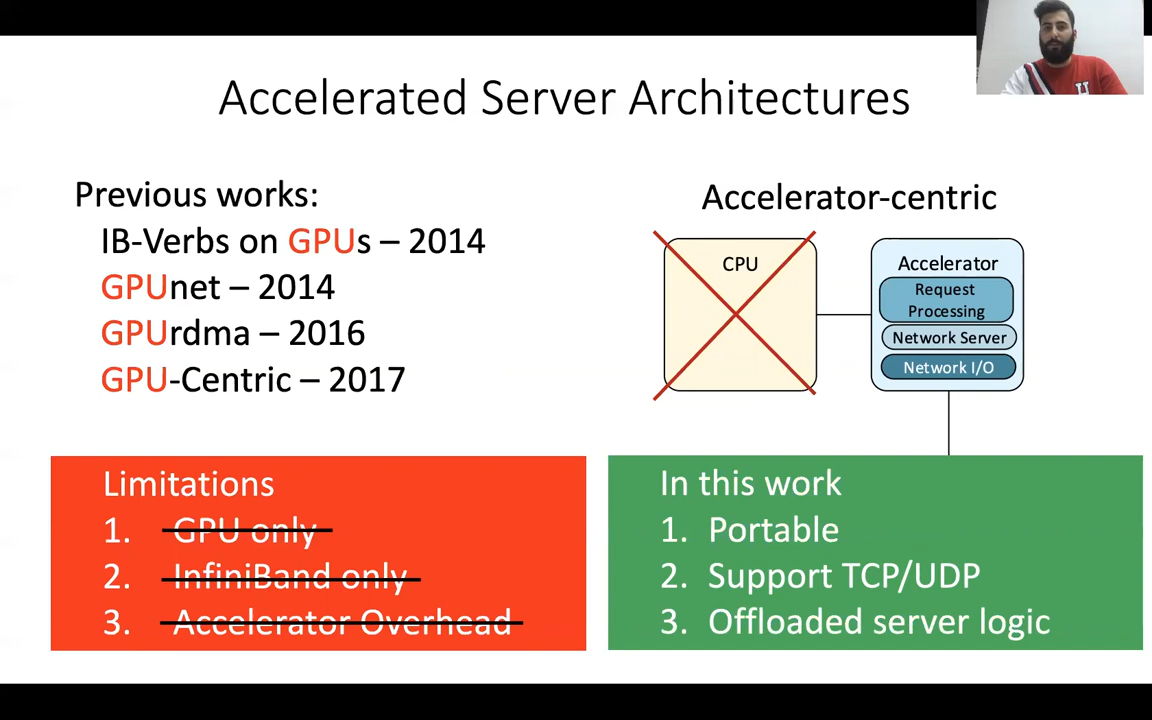 Accelerated Server Architectures
Previous works:
IB-Verbs on GPUs – 2014
GPUnet – 2014
GPUrdma – 2016
GPU-Centric – 2017
Accelerator-centric
CPU
Accelerator
Request
Processing
Network Server
Network I/O
Limitations
1. GPU only
2. InfiniBand only
3. Accelerator Overhead
In this work
1. Portable
2. Support TCP/UDP
3. Offloaded server logic